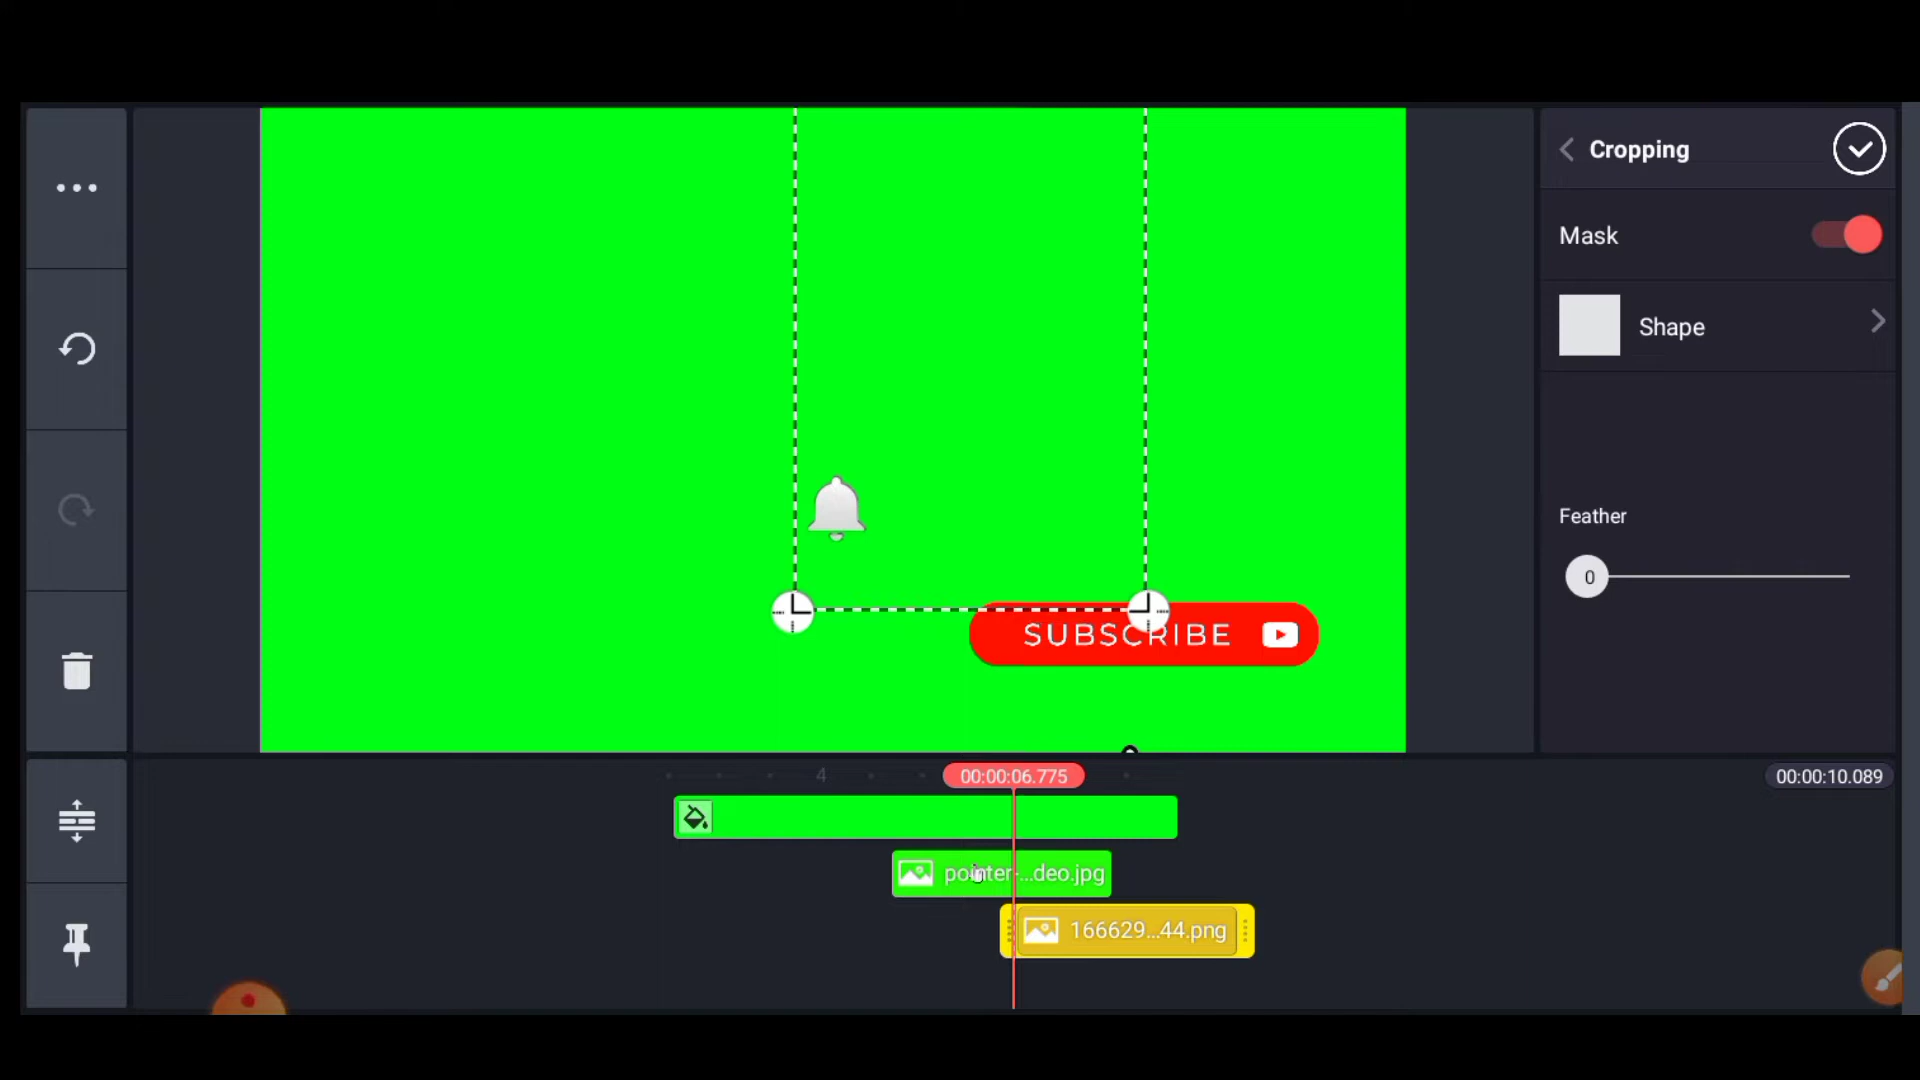 Cropping
Mask
Shape
Feather
0
SUBSCRIBE
4
00:00:06.775
00:00:10.089
pointer-...deo.jpg
166629...44.png